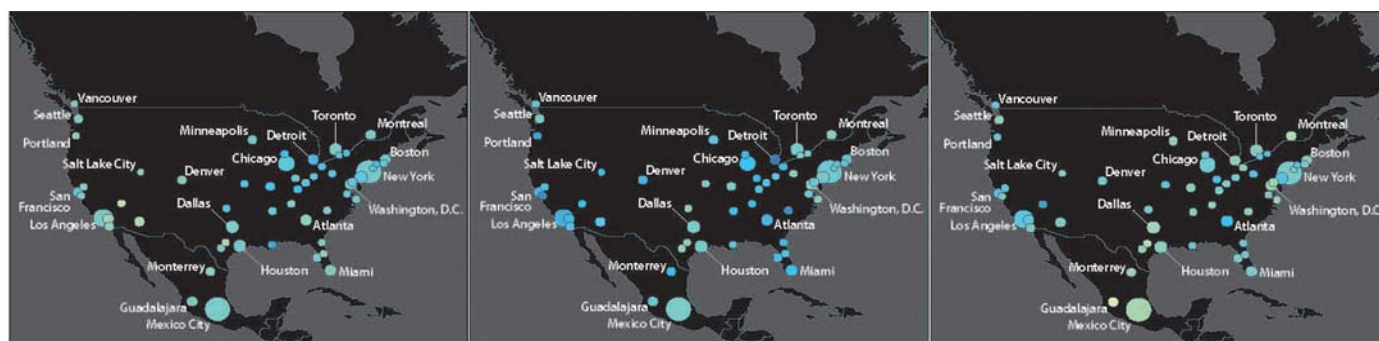 Vancouver
Seattle
Portland
Salt Lake City
San
Francisco
Los Angeles
Denver
Minneapolis
Chicago
Detroit
Toronto
Montreal
Boston
New York
Washington, D.C.
Dallas
Atlanta
Houston
Miami
Monterrey
Guadalajara
Mexico City
Vancouver
Seattle
Portland
Salt Lake City
San
Francisco
Los Angeles
Denver
Minneapolis
Chicago
Detroit
Toronto
Montreal
Boston
New York
Washington, D.C.
Dallas
Atlanta
Houston
Miami
Monterrey
Guadalajara
Mexico City
Vancouver
Seattle
Portland
Salt Lake City
San
Francisco
Los Angeles
Denver
Minneapolis
Chicago
Detroit
Toronto
Montreal
Boston
New York
Washington, D.C.
Dallas
Atlanta
Houston
Miami
Monterrey
Guadalajara
Mexico City